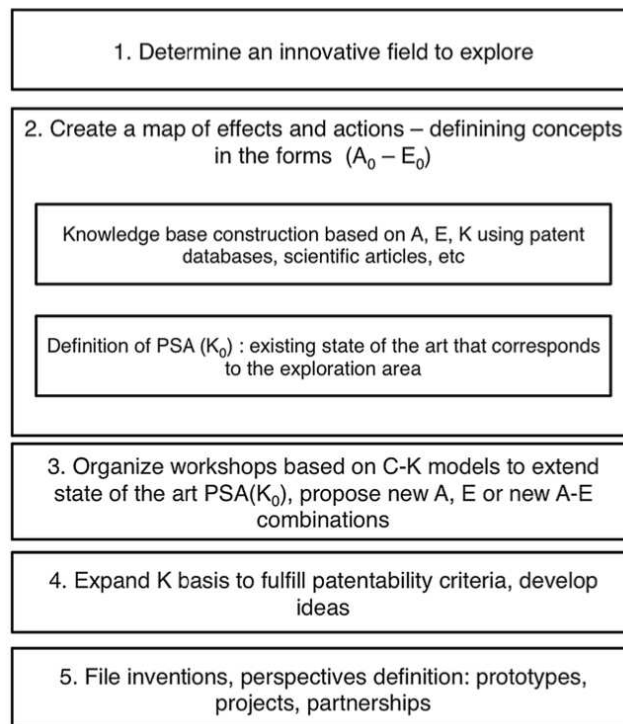 1. Determine an innovative field to explore
2. Create a map of effects and actions – definining concepts
in the forms (A₀ – E₀)
Knowledge base construction based on A, E, K using patent
databases, scientific articles, etc
Definition of PSA (K₀) : existing state of the art that corresponds
to the exploration area
3. Organize workshops based on C-K models to extend
state of the art PSA(K₀), propose new A, E or new A-E
combinations
4. Expand K basis to fulfill patentability criteria, develop
ideas
5. File inventions, perspectives definition: prototypes,
projects, partnerships